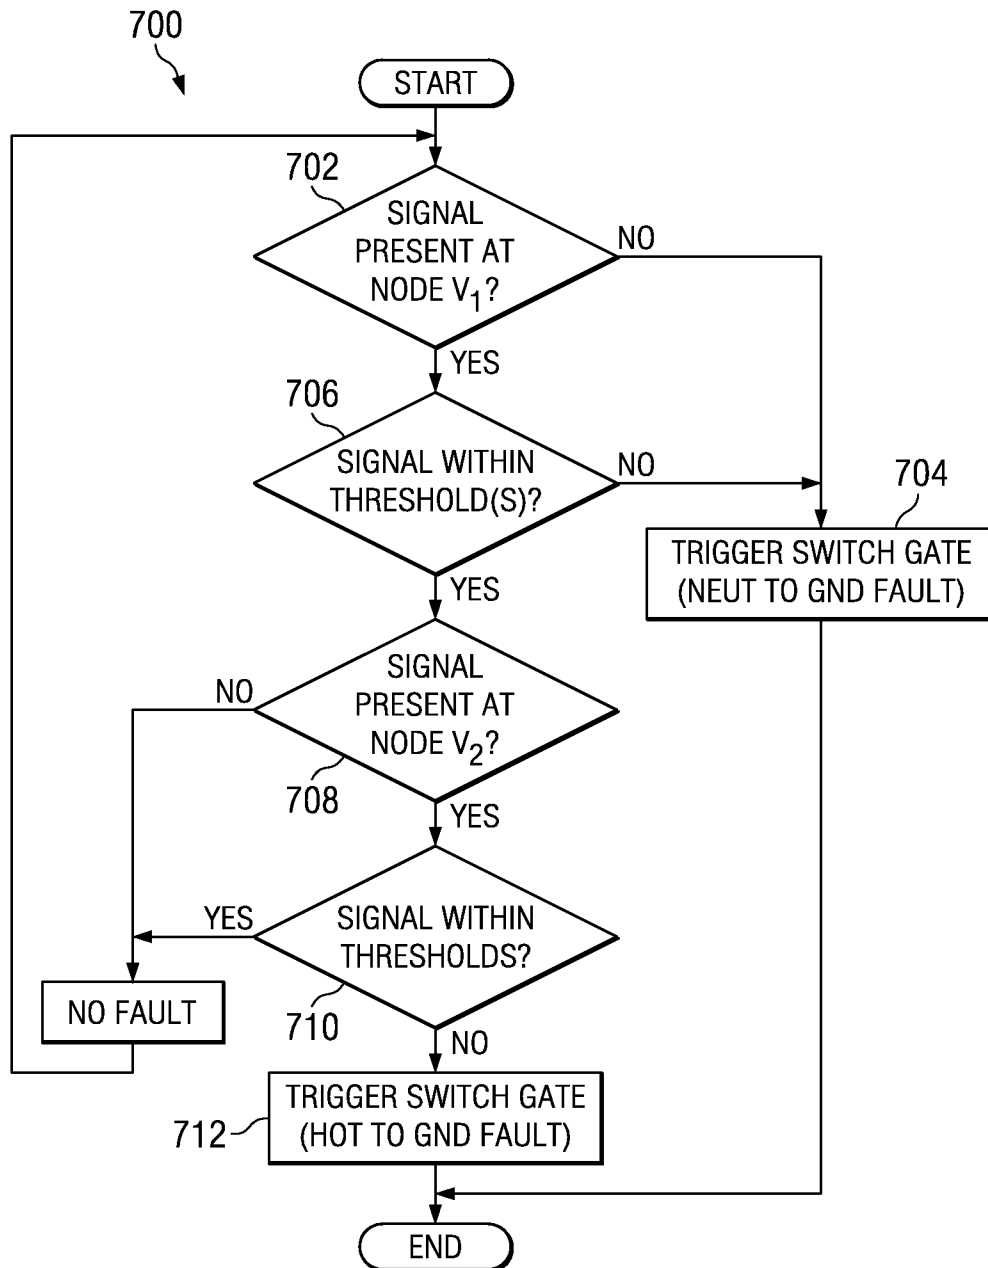 700
START
702
SIGNAL
PRESENT AT
NODE V1?
NO
YES
706
SIGNAL WITHIN
THRESHOLD(S)?
NO
704
TRIGGER SWITCH GATE
(NEUT TO GND FAULT)
YES
SIGNAL
PRESENT AT
NODE V2?
NO
708
YES
YES
SIGNAL WITHIN
THRESHOLDS?
710
NO FAULT
NO
TRIGGER SWITCH GATE
(HOT TO GND FAULT)
712
END